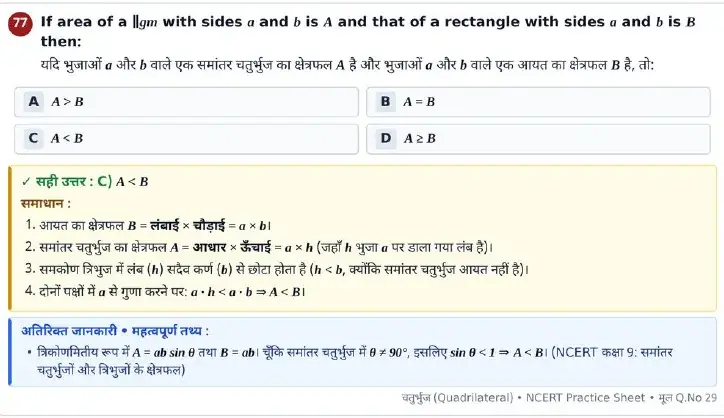 77 If area of a ∥gm with sides a and b is A and that of a rectangle with sides a and b is B
then:
यदि भुजाओं a और b वाले एक समांतर चतुर्भुज का क्षेत्रफल A है और भुजाओं a और b वाले एक आयत का क्षेत्रफल B है, तो:
A A > B
B A = B
C A < B
D A ≥ B
✓ सही उत्तर : C) A < B
समाधान :
1. आयत का क्षेत्रफल B = लंबाई × चौड़ाई = a × b।
2. समांतर चतुर्भुज का क्षेत्रफल A = आधार × ऊँचाई = a × h (जहाँ h भुजा a पर डाला गया लंब है)।
3. समकोण त्रिभुज में लंब (h) सदैव कर्ण (b) से छोटा होता है (h < b, क्योंकि समांतर चतुर्भुज आयत नहीं है)।
4. दोनों पक्षों में a से गुणा करने पर: a · h < a · b ⇒ A < B।
अतिरिक्त जानकारी • महत्वपूर्ण तथ्य :
• त्रिकोणमितीय रूप में A = ab sin θ तथा B = ab। चूँकि समांतर चतुर्भुज में θ ≠ 90°, इसलिए sin θ < 1 ⇒ A < B। (NCERT कक्षा 9: समांतर
चतुर्भुजों और त्रिभुजों के क्षेत्रफल)
चतुर्भुज (Quadrilateral) • NCERT Practice Sheet • मूल Q.No 29